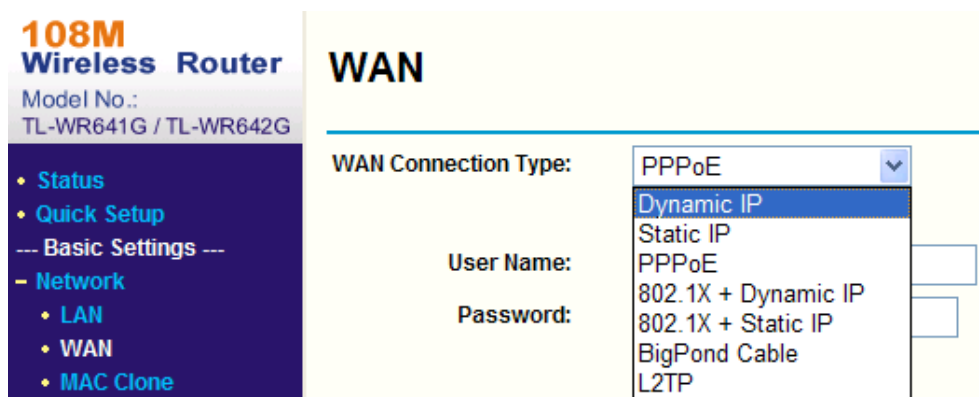 108M
Wireless Router
Model No.:
TL-WR641G / TL-WR642G
• Status
• Quick Setup
--- Basic Settings ---
– Network
• LAN
• WAN
• MAC Clone
WAN
WAN Connection Type:
PPPoE
Dynamic IP
Static IP
PPPoE
802.1X + Dynamic IP
802.1X + Static IP
BigPond Cable
L2TP
User Name:
Password: